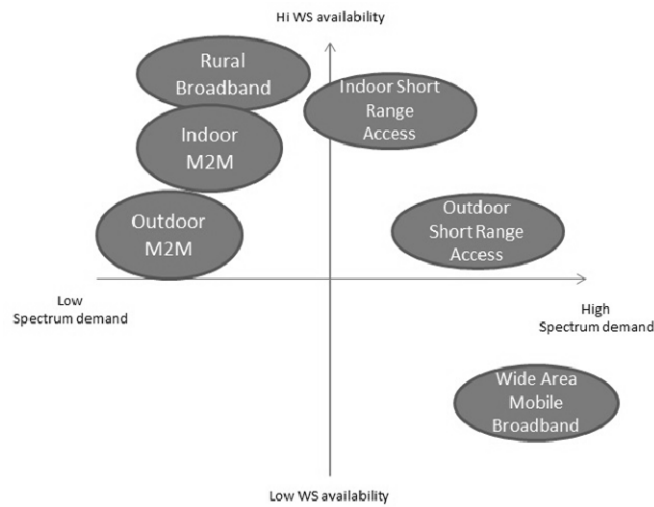 Hi WS availability
Rural
Broadband
Indoor Short
Range
Access
Indoor
M2M
Outdoor
M2M
Outdoor
Short Range
Access
Low
Spectrum demand
High
Spectrum demand
Wide Area
Mobile
Broadband
Low WS availability